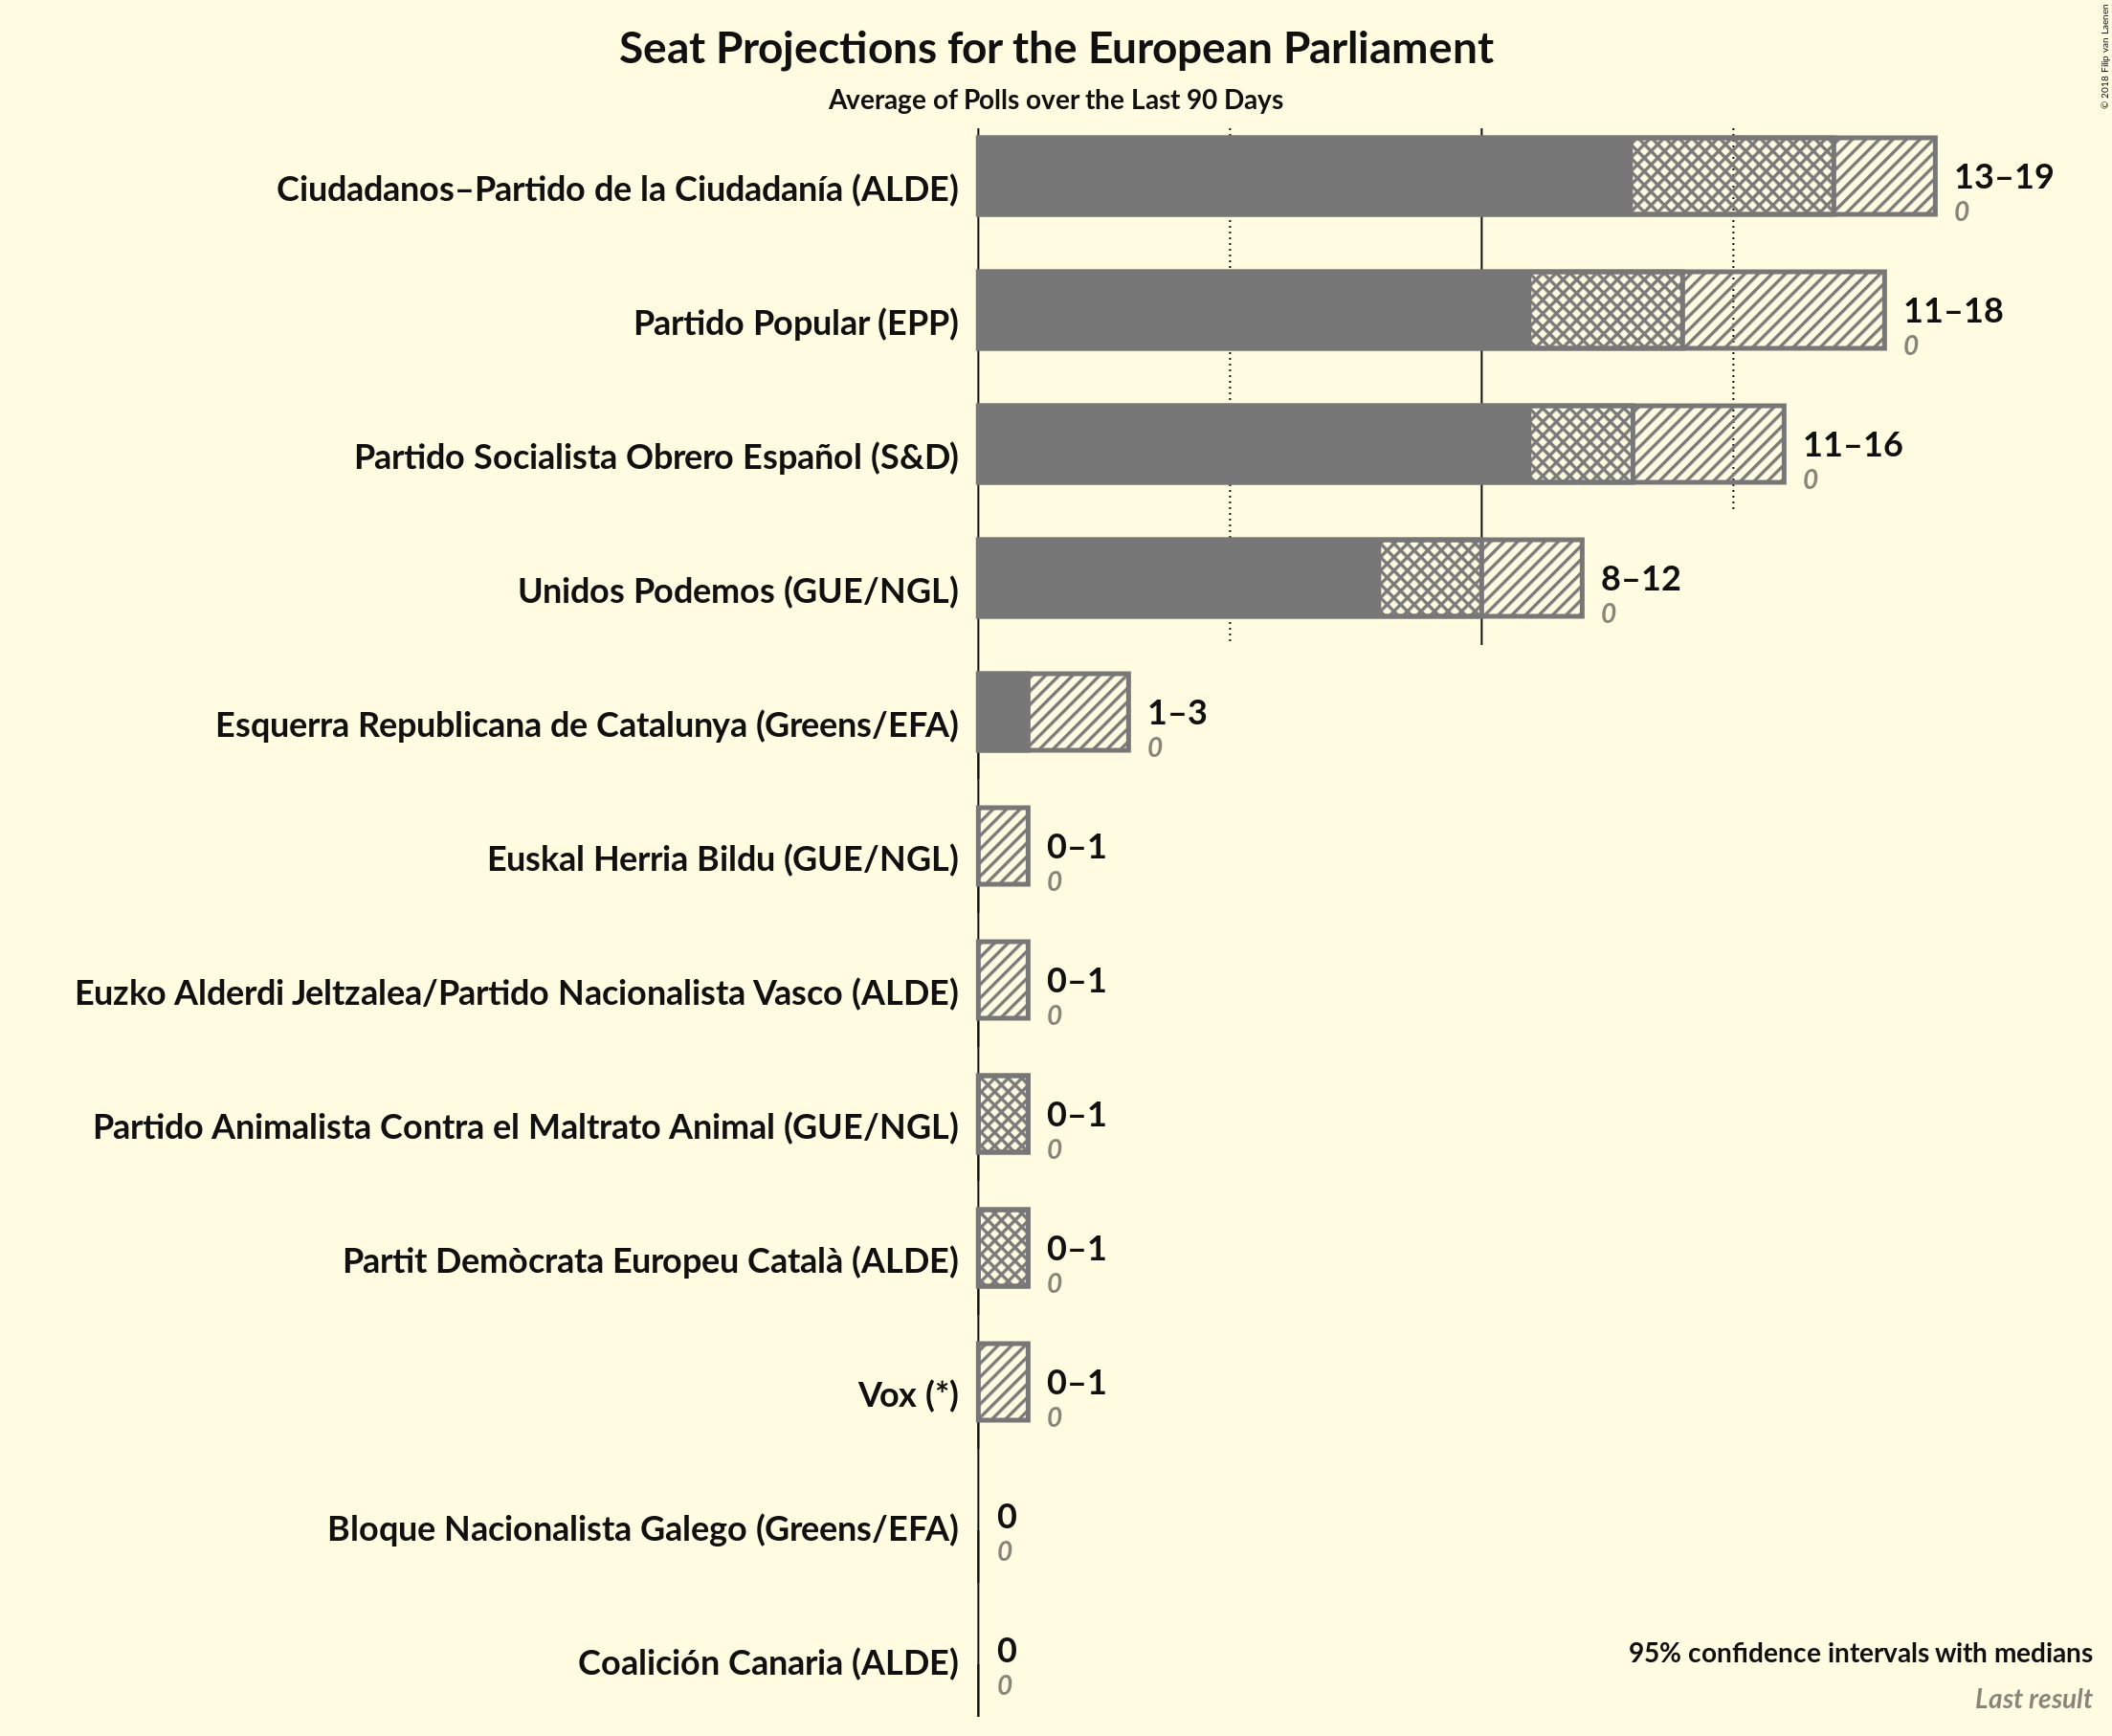 Seat Projections for the European Parliament
Average of Polls over the Last 90 Days
© 2018 Filip van Laenen
Ciudadanos–Partido de la Ciudadanía (ALDE)
13–19
0
Partido Popular (EPP)
11–18
0
Partido Socialista Obrero Español (S&D)
11–16
0
Unidos Podemos (GUE/NGL)
8–12
0
Esquerra Republicana de Catalunya (Greens/EFA)
1–3
0
Euskal Herria Bildu (GUE/NGL)
0–1
0
Euzko Alderdi Jeltzalea/Partido Nacionalista Vasco (ALDE)
0–1
0
Partido Animalista Contra el Maltrato Animal (GUE/NGL)
0–1
0
Partit Demòcrata Europeu Català (ALDE)
0–1
0
Vox (*)
0–1
0
Bloque Nacionalista Galego (Greens/EFA)
0
0
Coalición Canaria (ALDE)
0
0
95% confidence intervals with medians
Last result